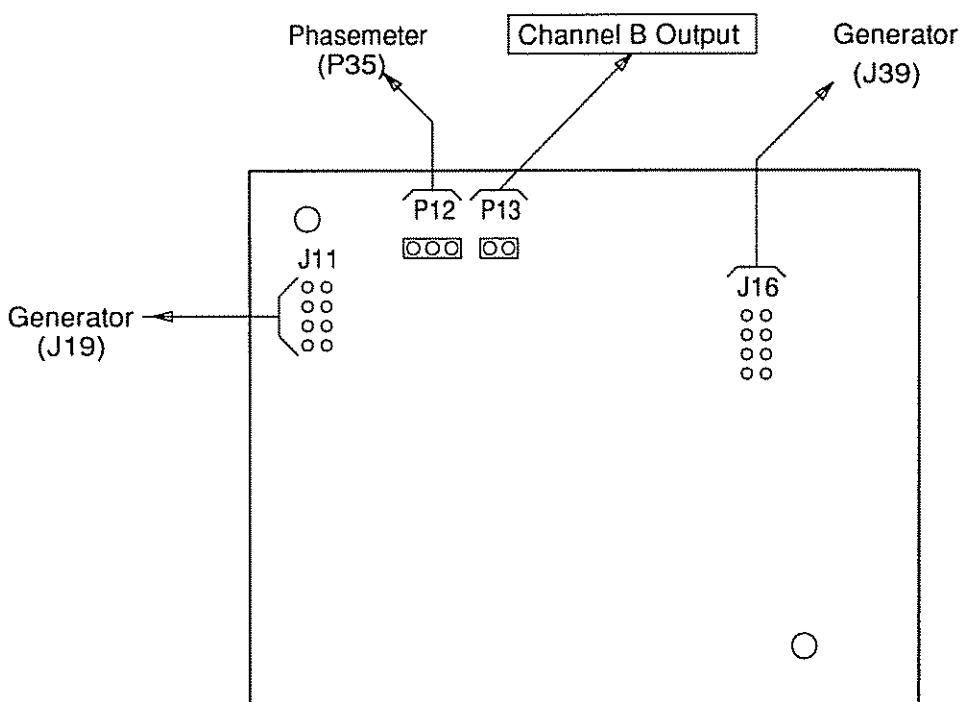 Phasemeter
(P35)
Channel B Output
Generator
(J39)
P12
P13
J11
J16
Generator
(J19)